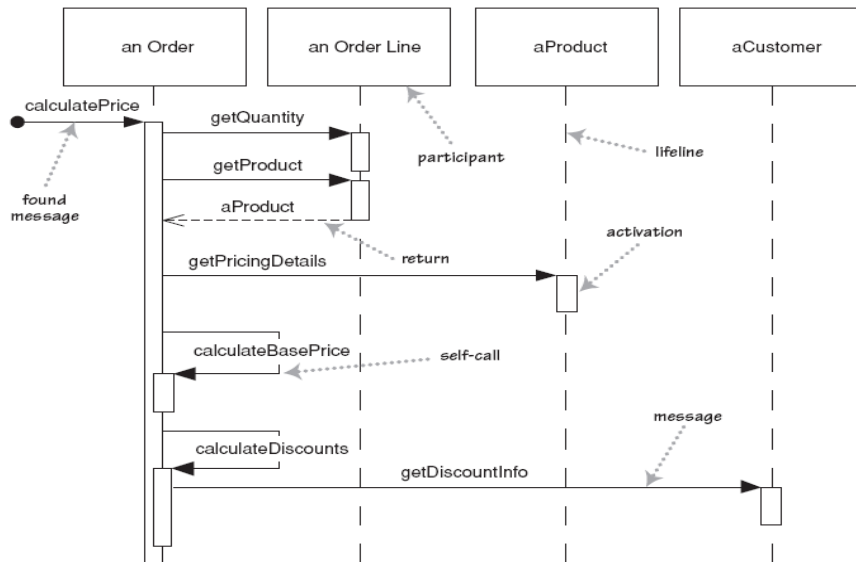 an Order
an Order Line
aProduct
aCustomer
calculatePrice
getQuantity
participant
lifeline
getProduct
found
message
aProduct
return
activation
getPricingDetails
calculateBasePrice
self-call
message
calculateDiscounts
getDiscountInfo